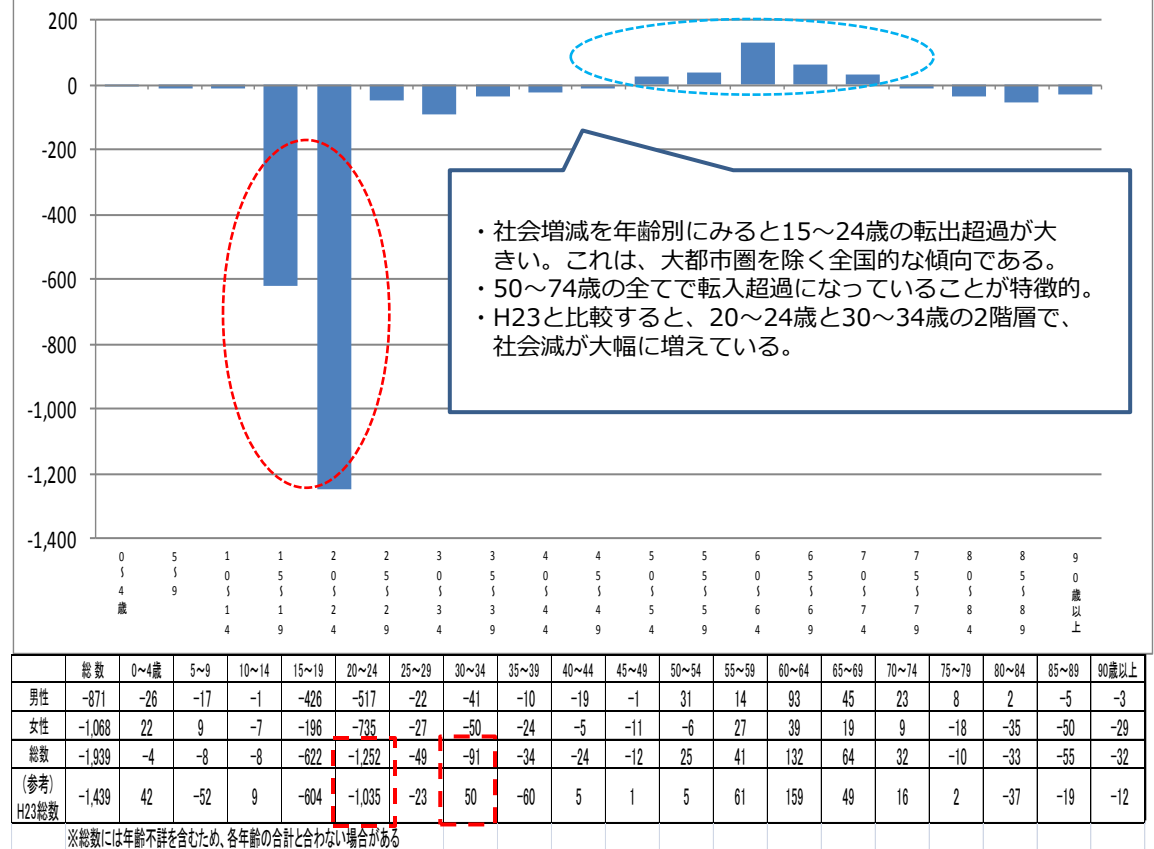 200
0
-200
-400
-600
-800
-1,000
-1,200
-1,400
・社会増減を年齢別にみると15～24歳の転出超過が大
きい。これは、大都市圏を除く全国的な傾向である。
・50～74歳の全てで転入超過になっていることが特徴的。
・H23と比較すると、20～24歳と30～34歳の2階層で、
社会減が大幅に増えている。
0～4歳 5～9 10～14 15～19 20～24 25～29 30～34 35～39 40～44 45～49 50～54 55～59 60～64 65～69 70～74 75～79 80～84 85～89 90歳以上
総数 0~4歳 5~9 10~14 15~19 20~24 25~29 30~34 35~39 40~44 45~49 50~54 55~59 60~64 65~69 70~74 75~79 80~84 85~89 90歳以上
男性 -871 -26 -17 -1 -426 -517 -22 -41 -10 -19 -1 31 14 93 45 23 8 2 -5 -3
女性 -1,068 22 9 -7 -196 -735 -27 -50 -24 -5 -11 -6 27 39 19 9 -18 -35 -50 -29
総数 -1,939 -4 -8 -8 -622 -1,252 -49 -91 -34 -24 -12 25 41 132 64 32 -10 -33 -55 -32
(参考)
H23総数 -1,439 42 -52 9 -604 -1,035 -23 50 -60 5 1 5 61 159 49 16 2 -37 -19 -12
※総数には年齢不詳を含むため、各年齢の合計と合わない場合がある